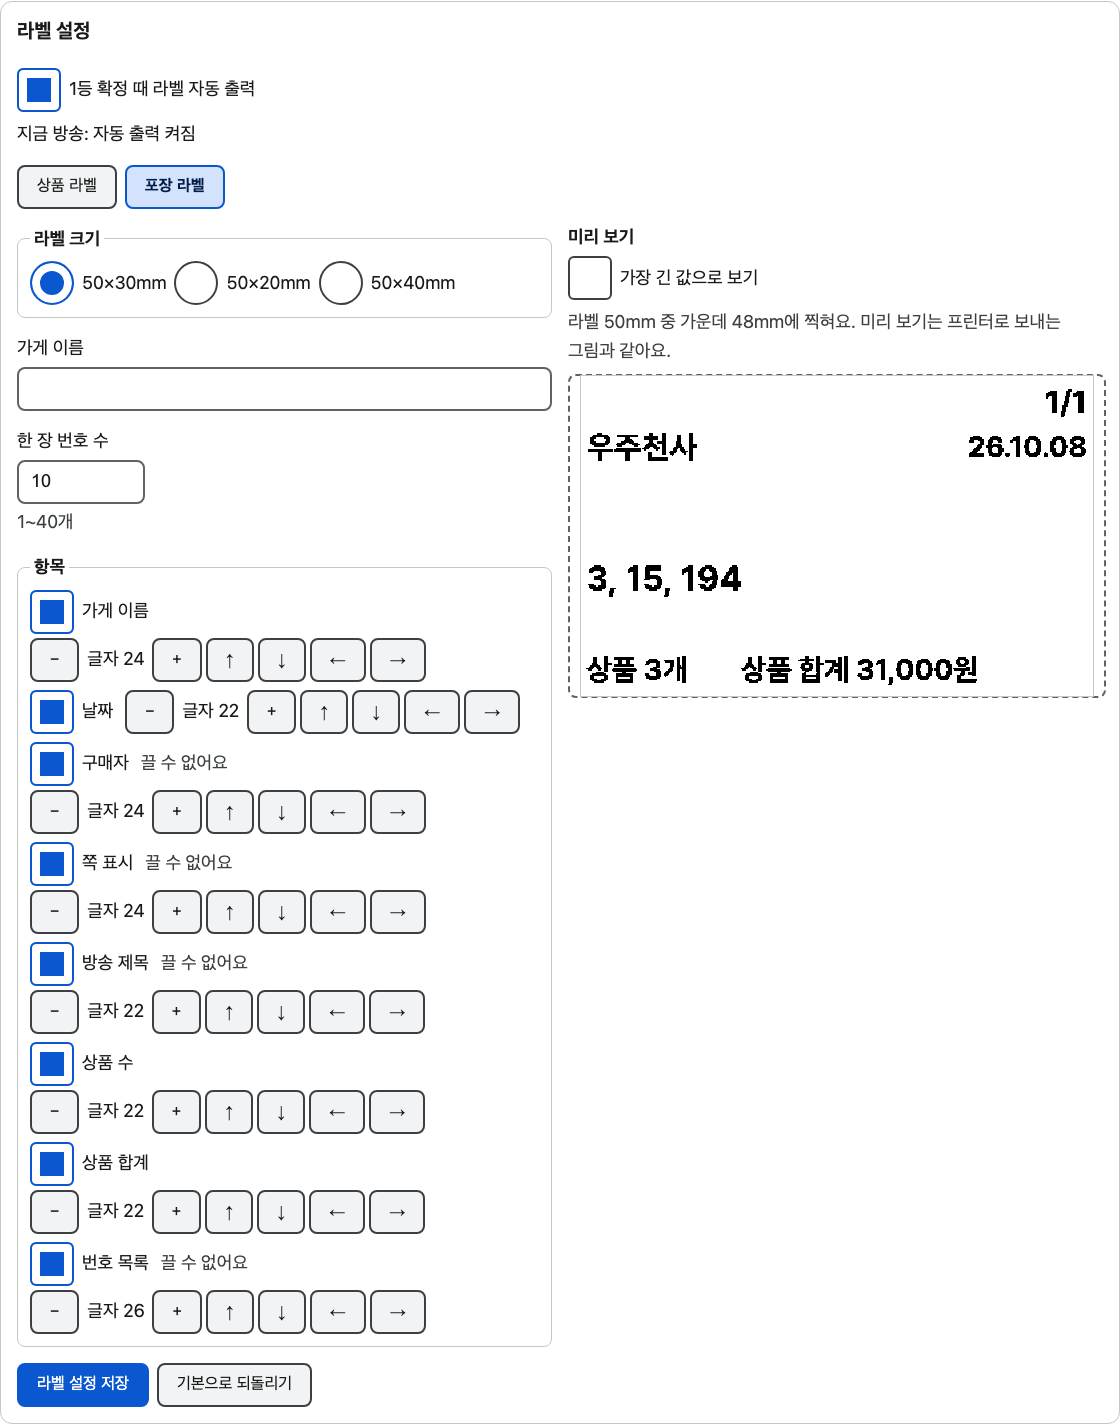 라벨 설정
1등 확정 때 라벨 자동 출력
지금 방송: 자동 출력 켜짐
상품 라벨
포장 라벨
라벨 크기
50×30mm
50×20mm
50×40mm
가게 이름
한 장 번호 수
10
1~40개
항목
가게 이름
− 글자 24 + ↑ ↓ ← →
날짜 − 글자 22 + ↑ ↓ ← →
구매자 끌 수 없어요
− 글자 24 + ↑ ↓ ← →
쪽 표시 끌 수 없어요
− 글자 24 + ↑ ↓ ← →
방송 제목 끌 수 없어요
− 글자 22 + ↑ ↓ ← →
상품 수
− 글자 22 + ↑ ↓ ← →
상품 합계
− 글자 22 + ↑ ↓ ← →
번호 목록 끌 수 없어요
− 글자 26 + ↑ ↓ ← →
라벨 설정 저장
기본으로 되돌리기
미리 보기
가장 긴 값으로 보기
라벨 50mm 중 가운데 48mm에 찍혀요. 미리 보기는 프린터로 보내는
그림과 같아요.
1/1
우주천사 26.10.08
3, 15, 194
상품 3개 상품 합계 31,000원